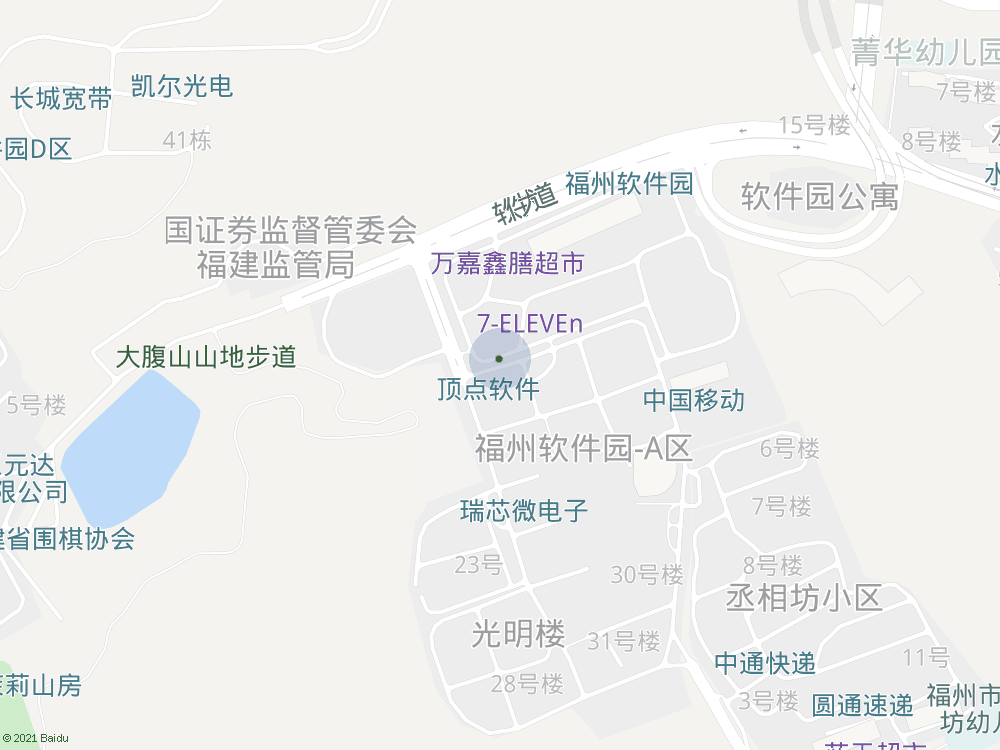 菁华幼儿园
凯尔光电
长城宽带
7号楼
15号楼
41栋
8号楼
园D区
福州软件园
软件园公寓
国证券监督管委会
福建监管局
万嘉鑫膳超市
7-ELEVEn
大腹山山地步道
顶点软件
中国移动
5号楼
福州软件园-A区
6号楼
元达
限公司
7号楼
瑞芯微电子
省围棋协会
23号
8号楼
30号楼
丞相坊小区
光明楼
31号楼
11号
中通快递
莉山房
28号楼
3号楼
圆通速递
福州市
坊幼儿
© 2021 Baidu